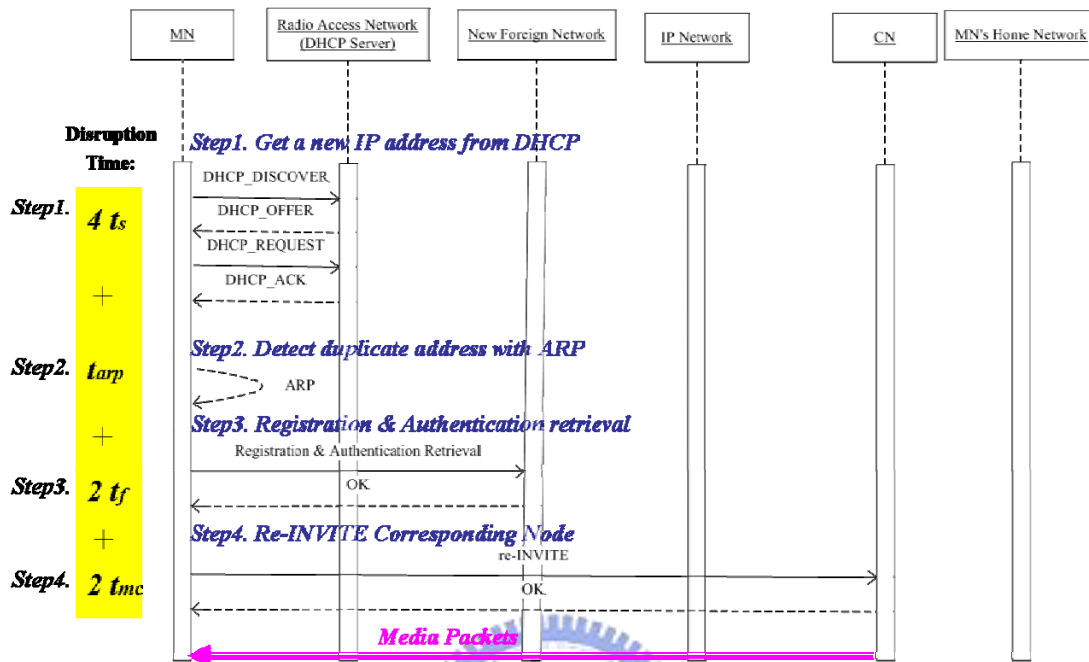 MN
Radio Access Network
(DHCP Server)
New Foreign Network
IP Network
CN
MN's Home Network
Disruption
Time:
Step1. Get a new IP address from DHCP
DHCP_DISCOVER
Step1.
4 ts
DHCP_OFFER
DHCP_REQUEST
DHCP_ACK
+
Step2. Detect duplicate address with ARP
Step2.
tarp
ARP
Step3. Registration & Authentication retrieval
+
Registration & Authentication Retrieval
OK
Step3.
2 tf
Step4. Re-INVITE Corresponding Node
+
re-INVITE
Step4.
2 tmc
OK
Media Packets